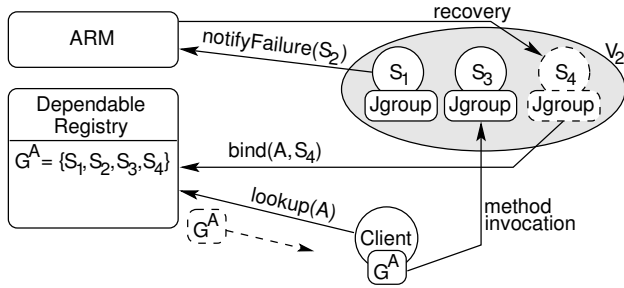 recovery
ARM
notifyFailure(S₂)
V₂
S₁
S₃
S₄
Jgroup
Jgroup
Jgroup
Dependable
Registry
Gᴬ = {S₁,S₂,S₃,S₄}
bind(A,S₄)
lookup(A)
method
invocation
Gᴬ
Client
Gᴬ